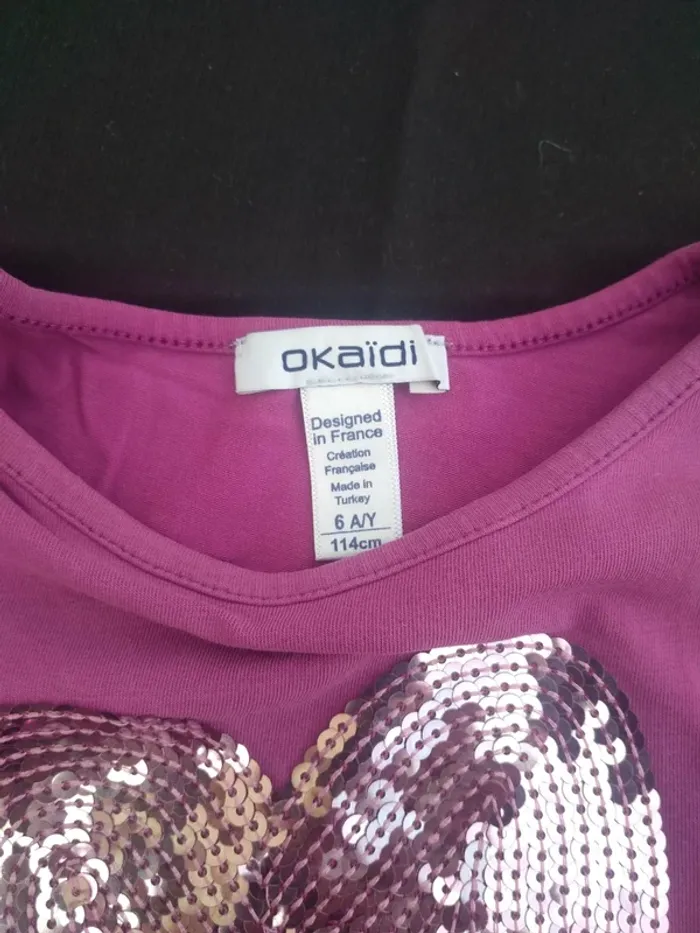 okaïdi
Designed
in France
Création
Française
Made in
Turkey
6 A/Y
114cm